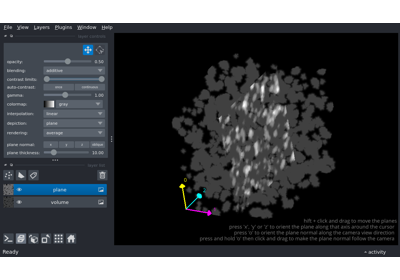 File View Layers Plugins Window Help
layer controls
opacity: 0.50
blending: additive
contrast limits:
auto-contrast: once continuous
gamma: 1.00
colormap: gray
interpolation: linear
depiction: plane
rendering: average
plane normal: x y z oblique
plane thickness: 10.00
layer list
plane
volume
shift + click and drag to move the planes
press 'x', 'y' or 'z' to orient the plane along that axis around the cursor
press 'o' to orient the plane normal along the camera view direction
press and hold 'o' then click and drag to make the plane normal follow the camera
Ready
activity